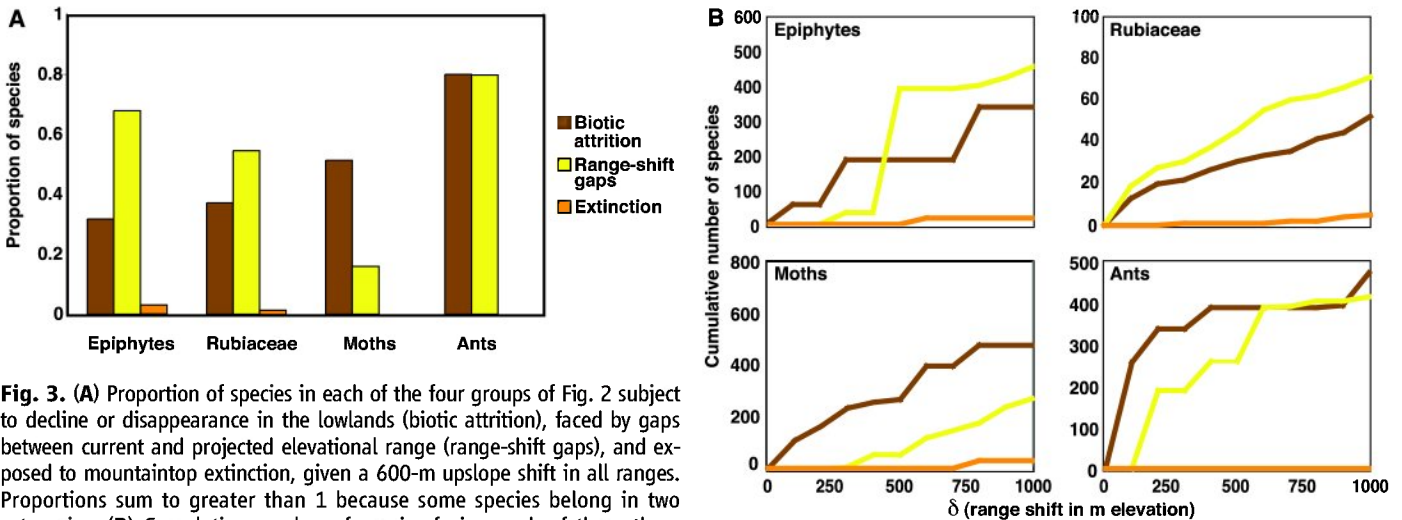 A
Proportion of species
1
0.8
0.6
0.4
0.2
0
Epiphytes
Rubiaceae
Moths
Ants
Biotic
attrition
Range-shift
gaps
Extinction
Fig. 3. (A) Proportion of species in each of the four groups of Fig. 2 subject
to decline or disappearance in the lowlands (biotic attrition), faced by gaps
between current and projected elevational range (range-shift gaps), and ex-
posed to mountaintop extinction, given a 600-m upslope shift in all ranges.
Proportions sum to greater than 1 because some species belong in two
B
Cumulative number of species
Epiphytes
600
500
400
300
200
100
0
Rubiaceae
100
80
60
40
20
0
Moths
800
600
400
200
0
0 250 500 750 1000
Ants
500
400
300
200
100
0
0 250 500 750 1000
δ (range shift in m elevation)